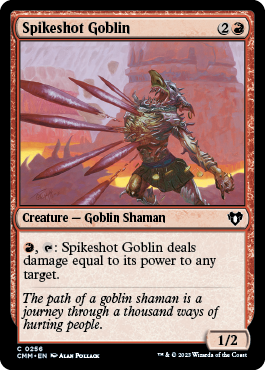 Spikeshot Goblin 2
Creature — Goblin Shaman
: Spikeshot Goblin deals
damage equal to its power to any
target.
The path of a goblin shaman is a
journey through a thousand ways of
hurting people.
1/2
C 0256
CMM • EN Alan Pollack
™ & © 2023 Wizards of the Coast